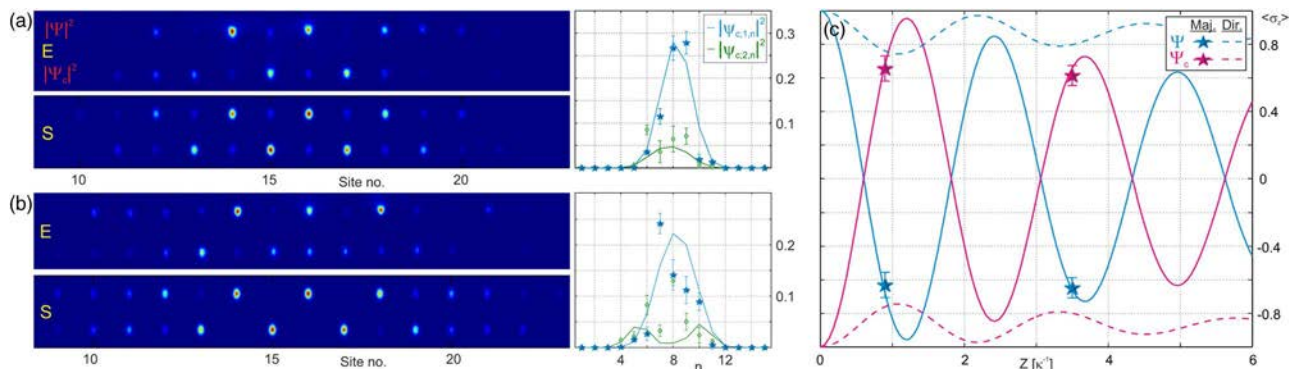 (a)
|Ψ|²
E
|Ψc|²
S
10 15 Site no. 20
|ψc,1,n|²
|ψc,2,n|²
0.3
0.2
0.1
(b)
E
S
10 15 Site no. 20
0.2
0.1
4 8 12
n
(c)
<σz>
Maj. Dir.
Ψ
Ψc
0.8
0.4
0
-0.4
-0.8
0 2 4 6
Z [κ⁻¹]